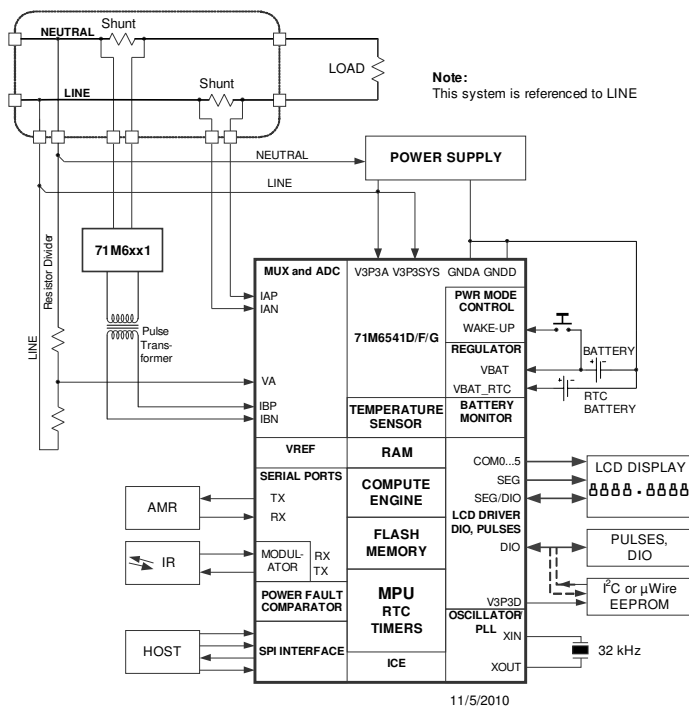 Shunt
NEUTRAL
Shunt
LINE
LOAD
Note:
This system is referenced to LINE
NEUTRAL
POWER SUPPLY
LINE
71M6xx1
Resistor Divider
LINE
Pulse
Trans-
former
MUX and ADC
V3P3A V3P3SYS GNDA GNDD
IAP
IAN
VA
IBP
IBN
71M6541D/F/G
PWR MODE
CONTROL
WAKE-UP
REGULATOR
VBAT
VBAT_RTC
BATTERY
RTC
BATTERY
TEMPERATURE
SENSOR
BATTERY
MONITOR
VREF
RAM
SERIAL PORTS
TX
RX
COMPUTE
ENGINE
COM0...5
SEG
SEG/DIO
LCD DRIVER
DIO, PULSES
DIO
LCD DISPLAY
8888.8888
AMR
IR
MODUL-
ATOR
RX
TX
FLASH
MEMORY
PULSES,
DIO
POWER FAULT
COMPARATOR
MPU
RTC
TIMERS
V3P3D
I²C or µWire
EEPROM
HOST
SPI INTERFACE
OSCILLATOR/
PLL
XIN
XOUT
32 kHz
ICE
11/5/2010